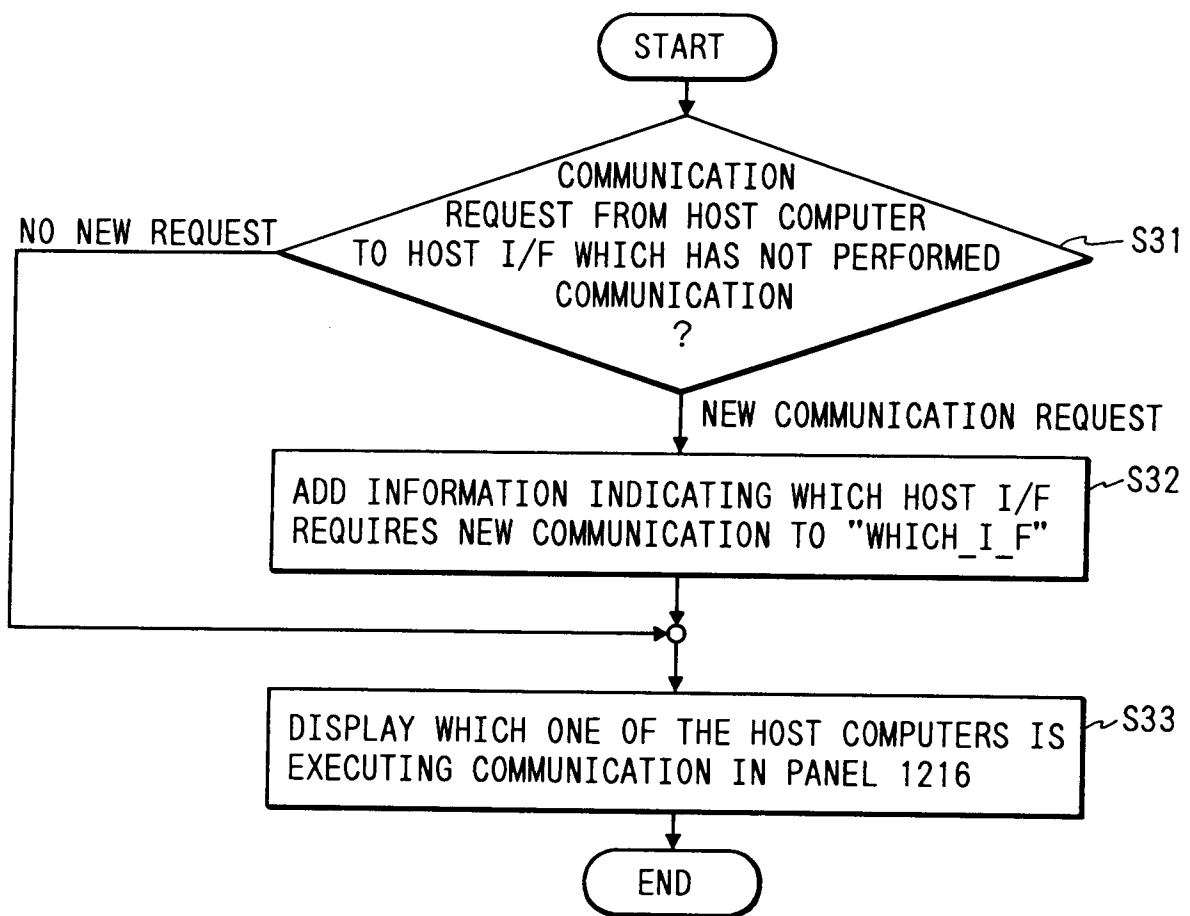 START
COMMUNICATION
REQUEST FROM HOST COMPUTER
TO HOST I/F WHICH HAS NOT PERFORMED
COMMUNICATION
?
NO NEW REQUEST
S31
NEW COMMUNICATION REQUEST
ADD INFORMATION INDICATING WHICH HOST I/F
REQUIRES NEW COMMUNICATION TO "WHICH_I_F"
S32
DISPLAY WHICH ONE OF THE HOST COMPUTERS IS
EXECUTING COMMUNICATION IN PANEL 1216
S33
END